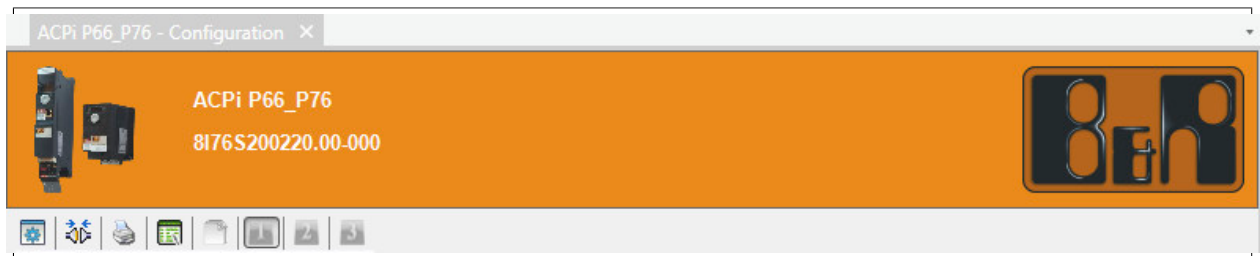 ACPi P66_P76 - Configuration
ACPi P66_P76
8I76S200220.00-000
B&R
1 2 3